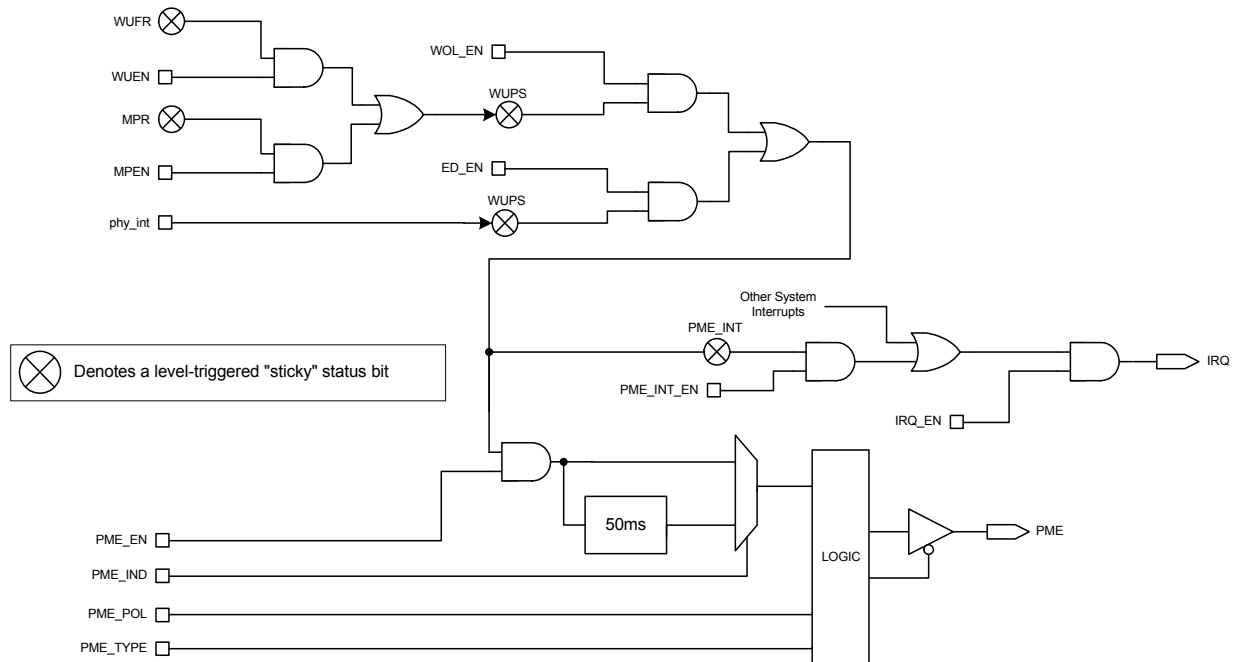 WUFR
WUEN
MPR
MPEN
phy_int
WOL_EN
WUPS
ED_EN
WUPS
Other System
Interrupts
PME_INT
PME_INT_EN
IRQ_EN
IRQ
Denotes a level-triggered "sticky" status bit
50ms
LOGIC
PME
PME_EN
PME_IND
PME_POL
PME_TYPE